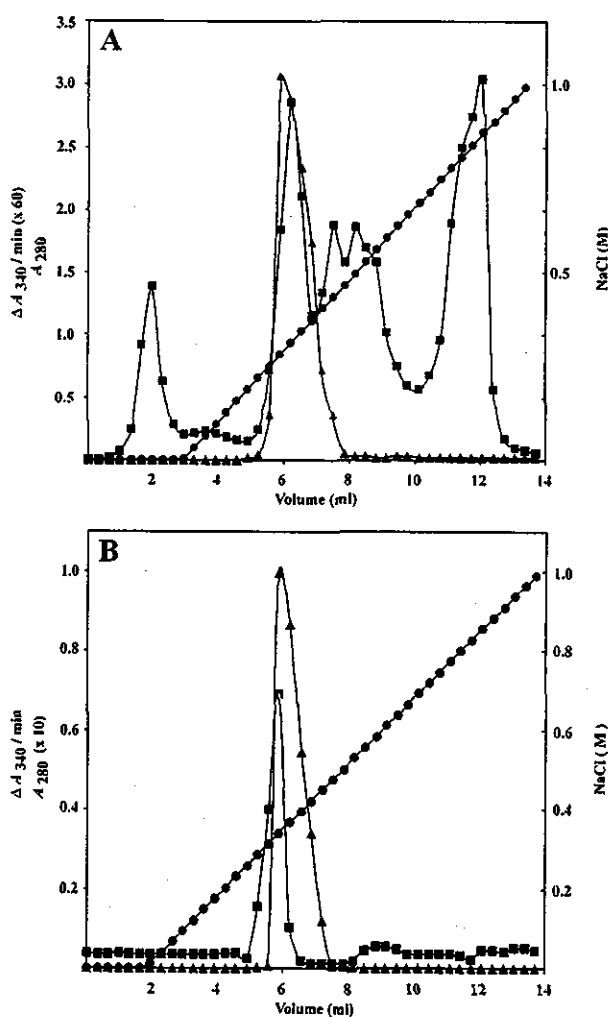 A
3.5
3.0
2.5
2.0
1.5
1.0
0.5
Δ A 340 / min (x 60)
A 280
1.0
0.5
NaCl (M)
2 4 6 8 10 12 14
Volume (ml)
B
1.0
0.8
0.6
0.4
0.2
Δ A 340 / min
A 280 (x 10)
1.0
0.8
0.6
0.4
0.2
NaCl ( M )
2 4 6 8 10 12 14
Volume (ml)